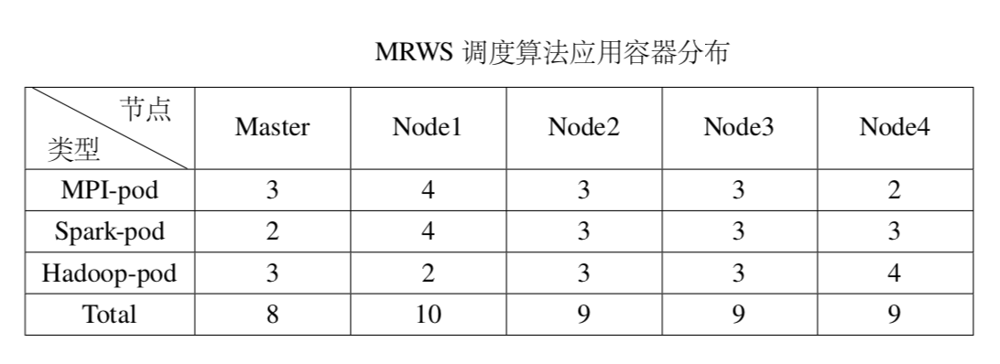 MRWS 调度算法应用容器分布
节点
类型 Master Node1 Node2 Node3 Node4
MPI-pod 3 4 3 3 2
Spark-pod 2 4 3 3 3
Hadoop-pod 3 2 3 3 4
Total 8 10 9 9 9